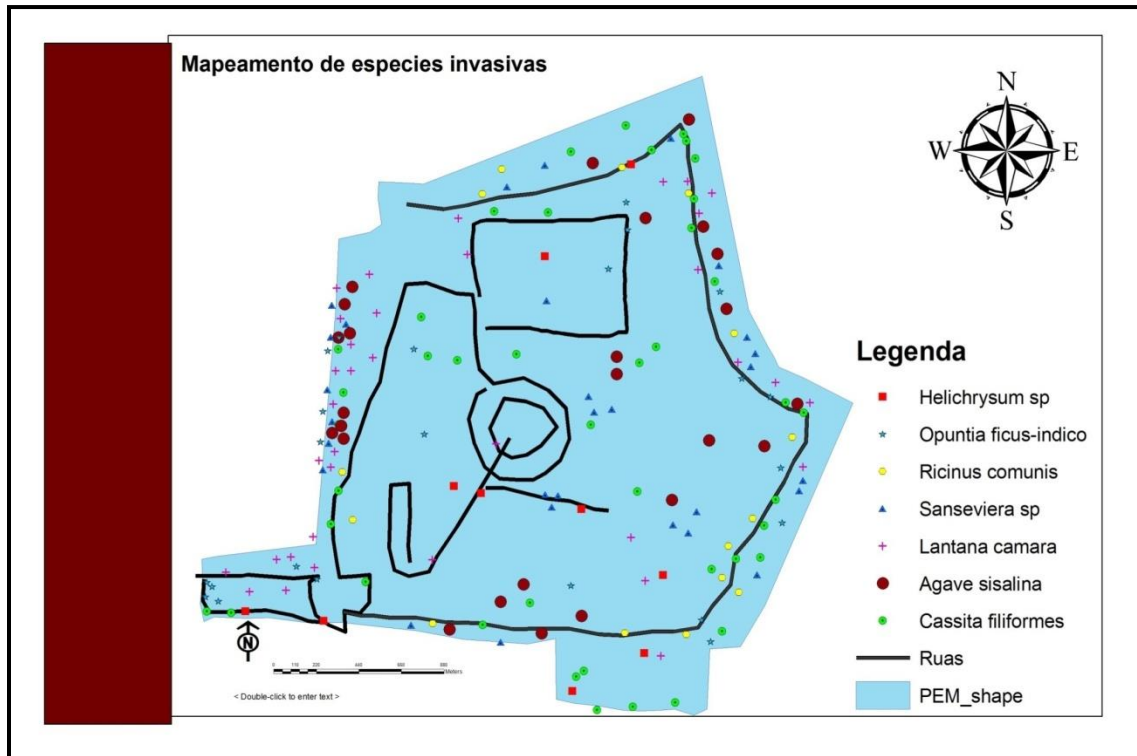 Mapeamento de especies invasivas
N
W E
S
Legenda
Helichrysum sp
Opuntia ficus-indico
Ricinus comunis
Sanseviera sp
Lantana camara
Agave sisalina
Cassita filiformes
Ruas
PEM_shape
N
Meters
< Double-click to enter text >